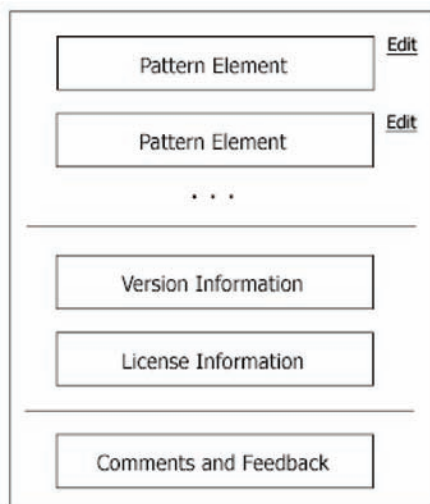 Pattern Element
Edit
Pattern Element
Edit
. . .
Version Information
License Information
Comments and Feedback